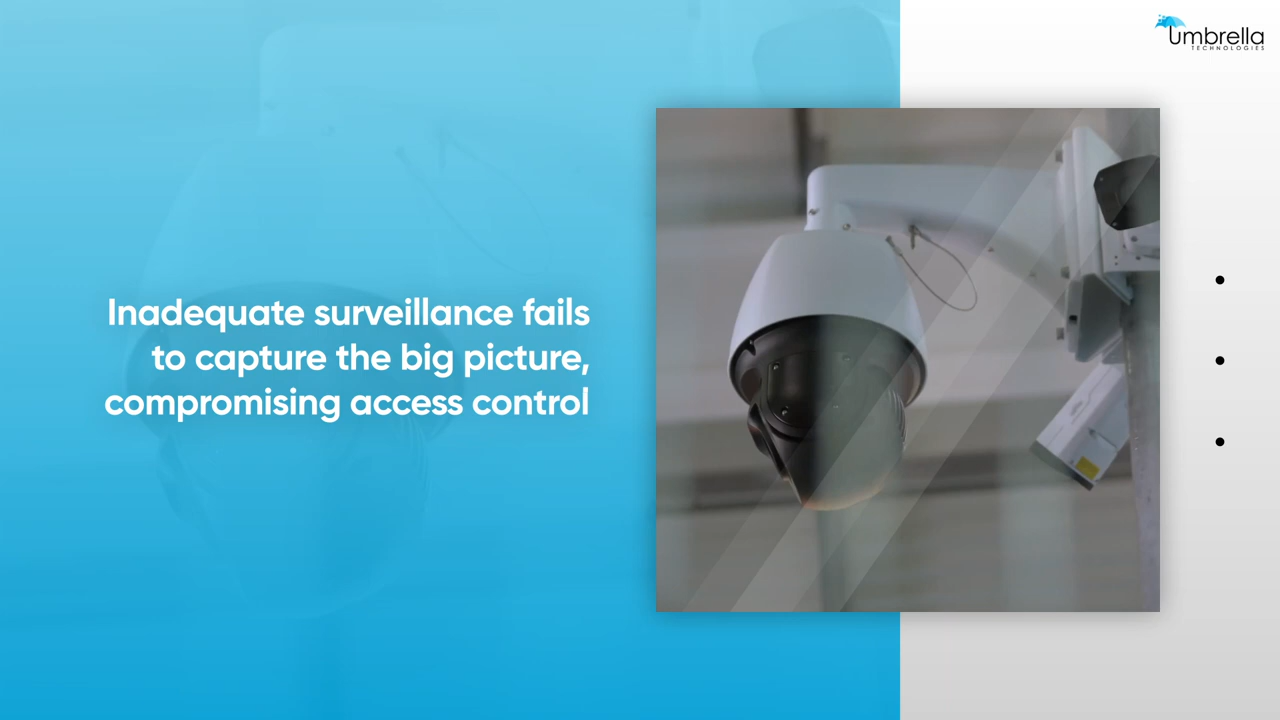 Umbrella
TECHNOLOGIES
Inadequate surveillance fails
to capture the big picture,
compromising access control